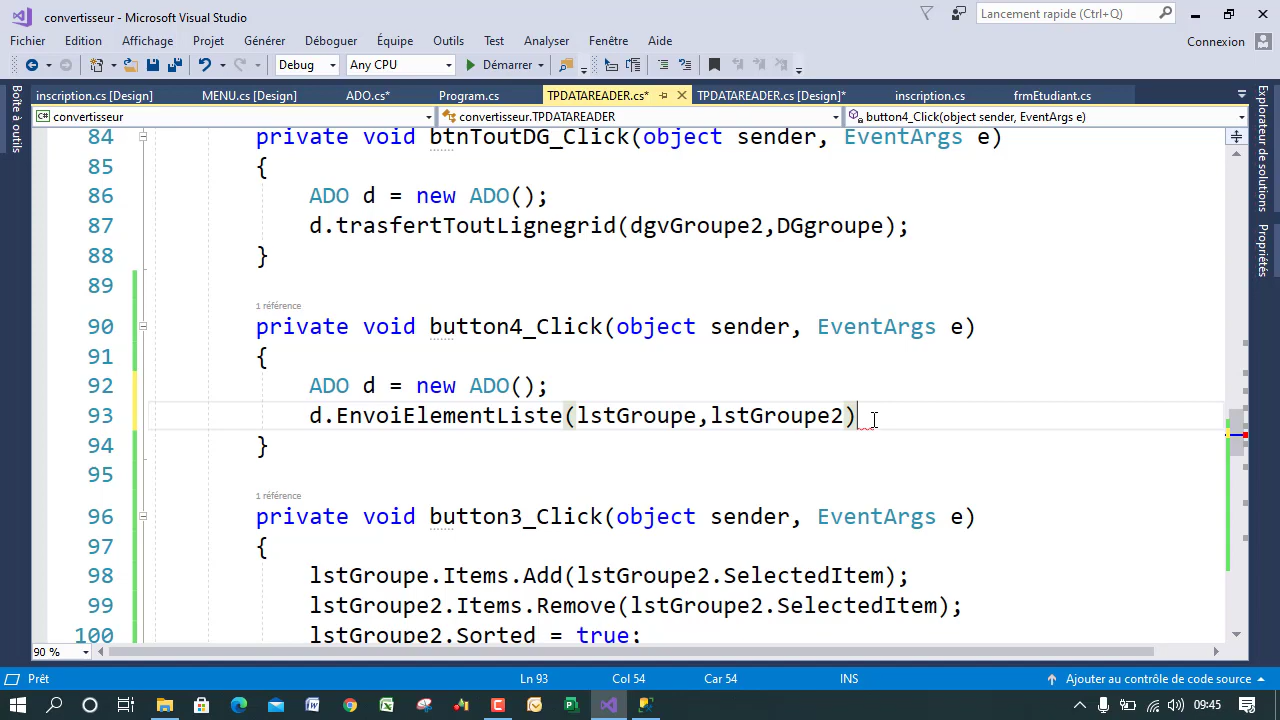 convertisseur - Microsoft Visual Studio
Lancement rapide (Ctrl+Q)
Fichier Edition Affichage Projet Générer Déboguer Équipe Outils Test Analyser Fenêtre Aide
Connexion
Debug Any CPU Démarrer
inscription.cs [Design] MENU.cs [Design] ADO.cs* Program.cs TPDATAREADER.cs* TPDATAREADER.cs [Design]* inscription.cs frmEtudiant.cs
convertisseur convertisseur.TPDATAREADER button4_Click(object sender, EventArgs e)
Boîte à outils
84 private void btnToutDG_Click(object sender, EventArgs e)
85 {
86 ADO d = new ADO();
87 d.trasfertToutLignegrid(dgvGroupe2,DGgroupe);
88 }
89
1 référence
90 private void button4_Click(object sender, EventArgs e)
91 {
92 ADO d = new ADO();
93 d.EnvoiElementListe(lstGroupe,lstGroupe2)
94 }
95
1 référence
96 private void button3_Click(object sender, EventArgs e)
97 {
98 lstGroupe.Items.Add(lstGroupe2.SelectedItem);
99 lstGroupe2.Items.Remove(lstGroupe2.SelectedItem);
100 lstGroupe2.Sorted = true;
Explorateur de solutions
Propriétés
90 %
Prêt Ln 93 Col 54 Car 54 INS Ajouter au contrôle de code source
09:45